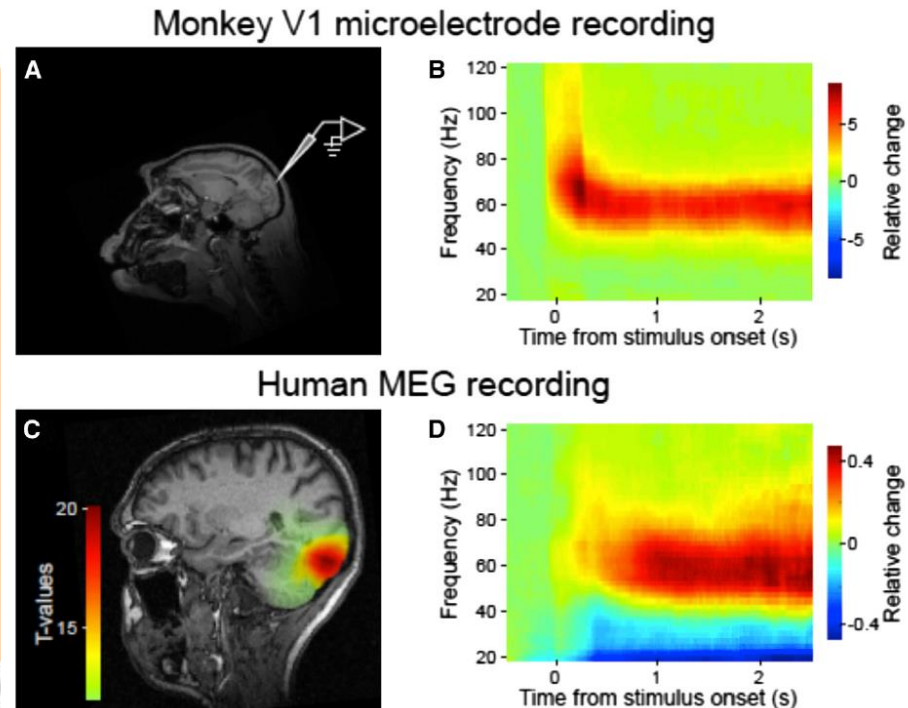 Monkey V1 microelectrode recording
A
B
120
100
80
60
40
20
Frequency (Hz)
0 1 2
Time from stimulus onset (s)
5
0
-5
Relative change
Human MEG recording
C
20
15
T-values
D
120
100
80
60
40
20
Frequency (Hz)
0 1 2
Time from stimulus onset (s)
0.4
0
-0.4
Relative change